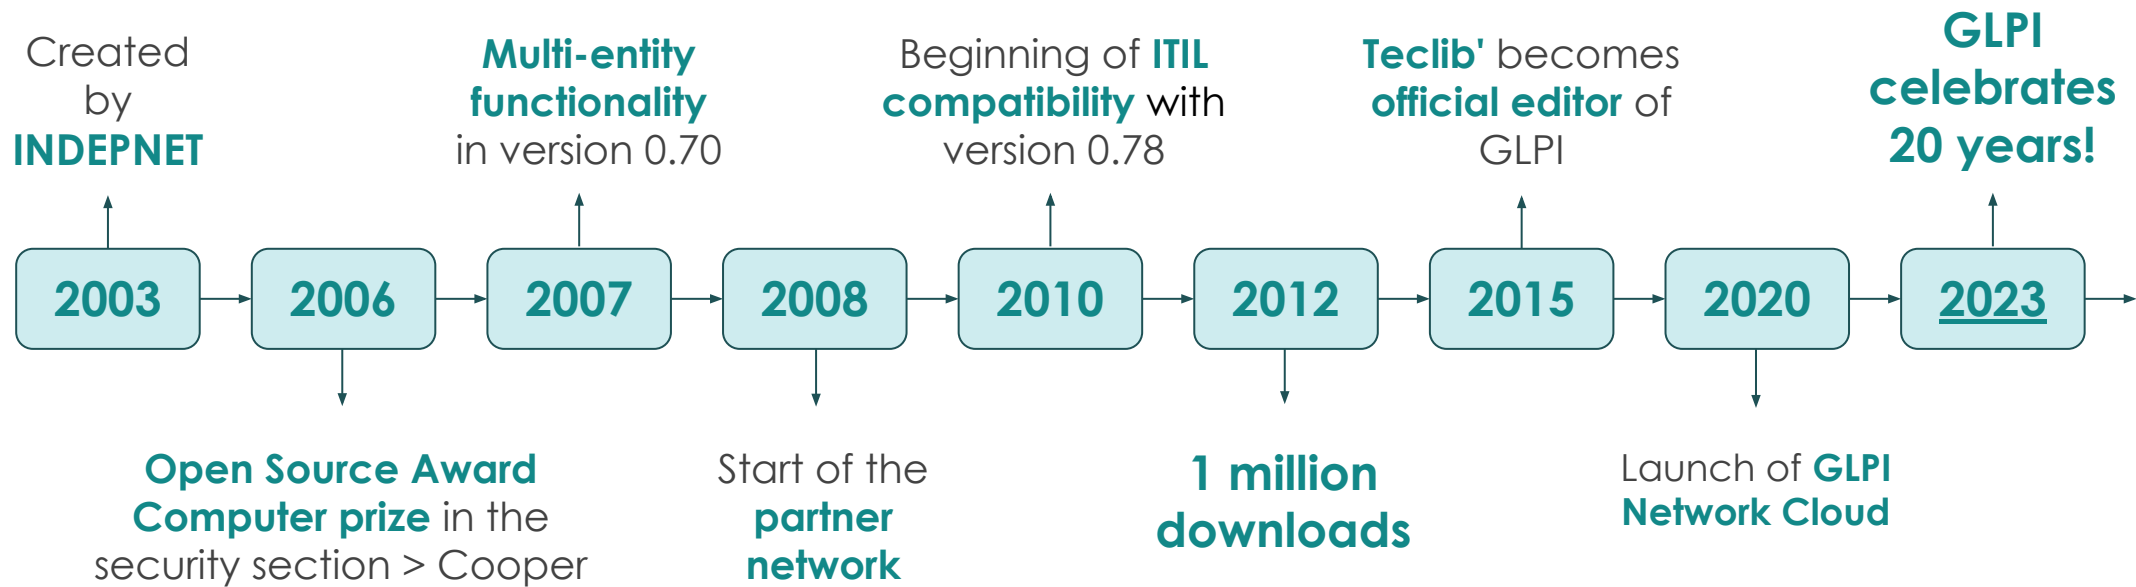 Created
by
INDEPNET
Multi-entity
functionality
in version 0.70
Beginning of ITIL
compatibility with
version 0.78
Teclib' becomes
official editor of
GLPI
GLPI
celebrates
20 years!
2003
2006
2007
2008
2010
2012
2015
2020
2023
Open Source Award
Computer prize in the
security section > Cooper
Start of the
partner
network
1 million
downloads
Launch of GLPI
Network Cloud